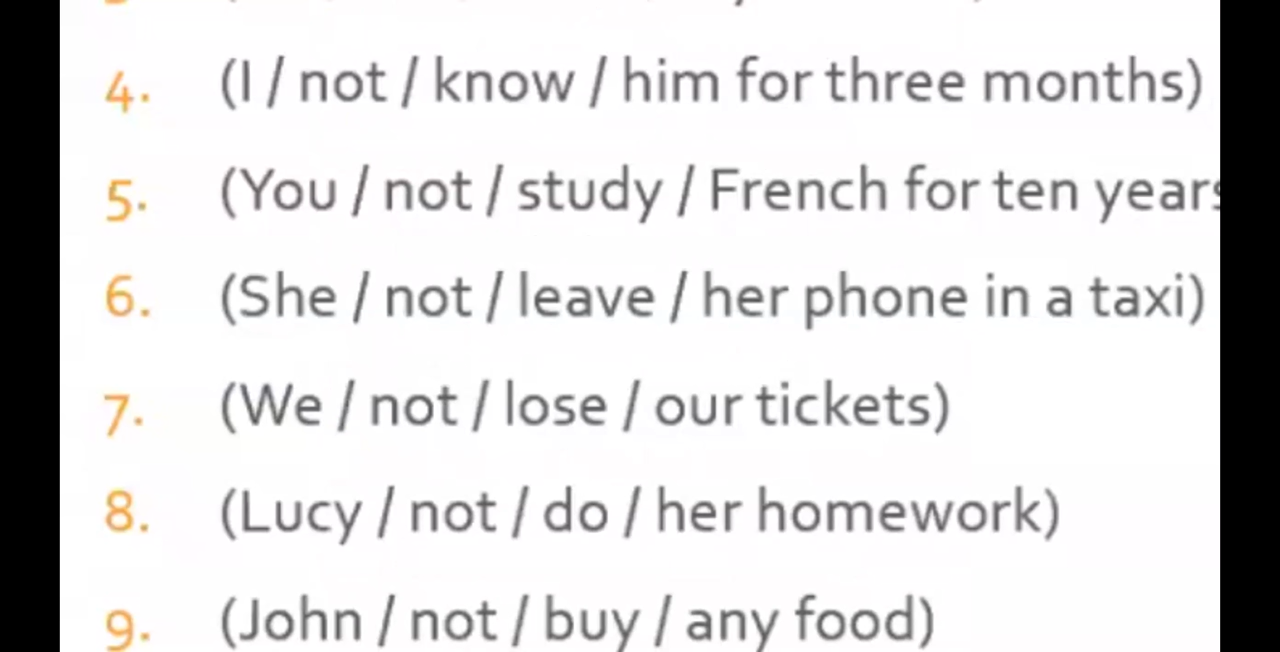 4. (I / not / know / him for three months)
5. (You / not / study / French for ten years
6. (She / not / leave / her phone in a taxi)
7. (We / not / lose / our tickets)
8. (Lucy / not / do / her homework)
9. (John / not / buy / any food)